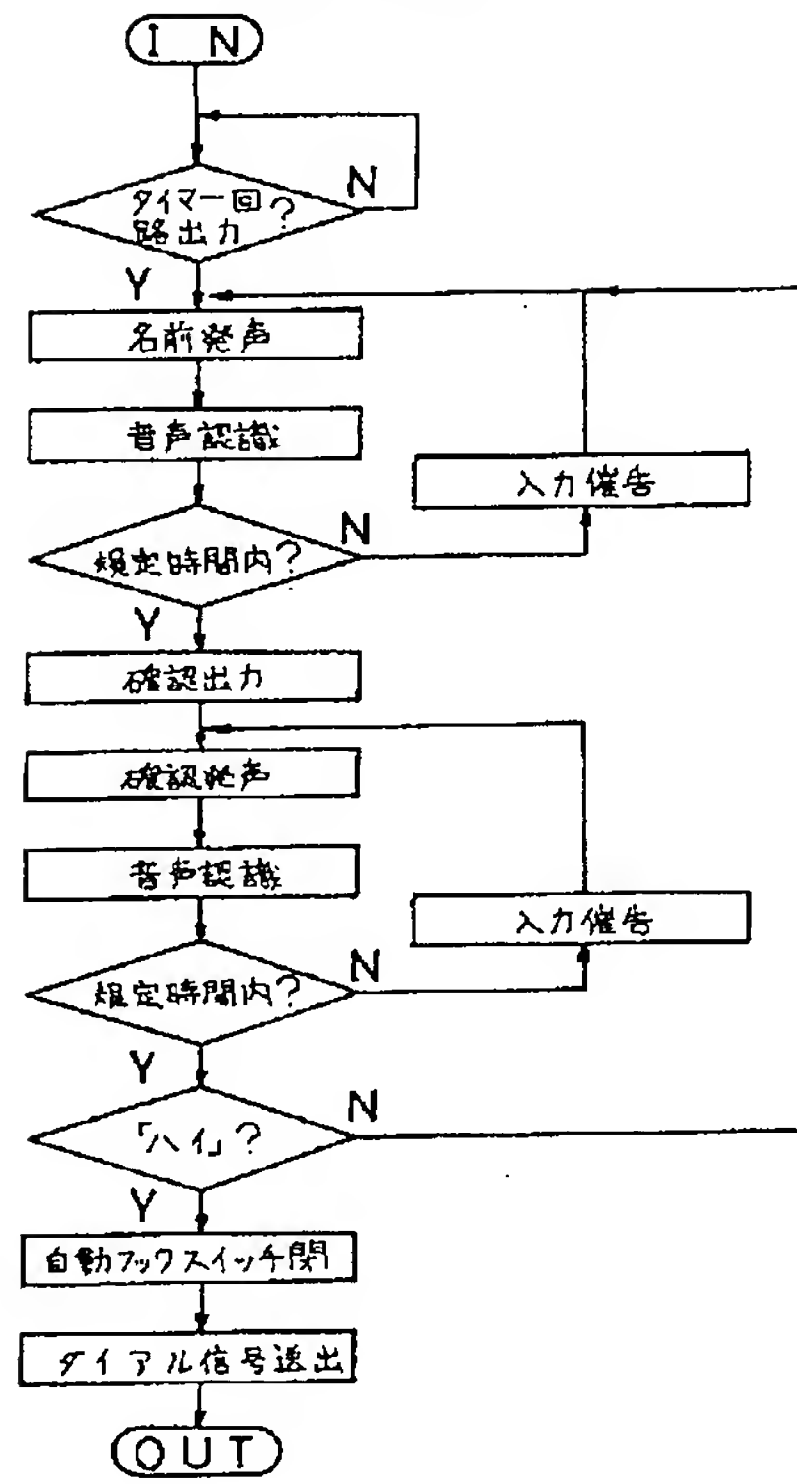 I N
タイマー回
路出力?
N
Y
名前発声
音声認識
入力催告
規定時間内?
N
Y
確認出力
確認発声
音声認識
入力催告
規定時間内?
N
Y
「ハイ」?
N
Y
自動フックスイッチ閉
ダイアル信号送出
OUT